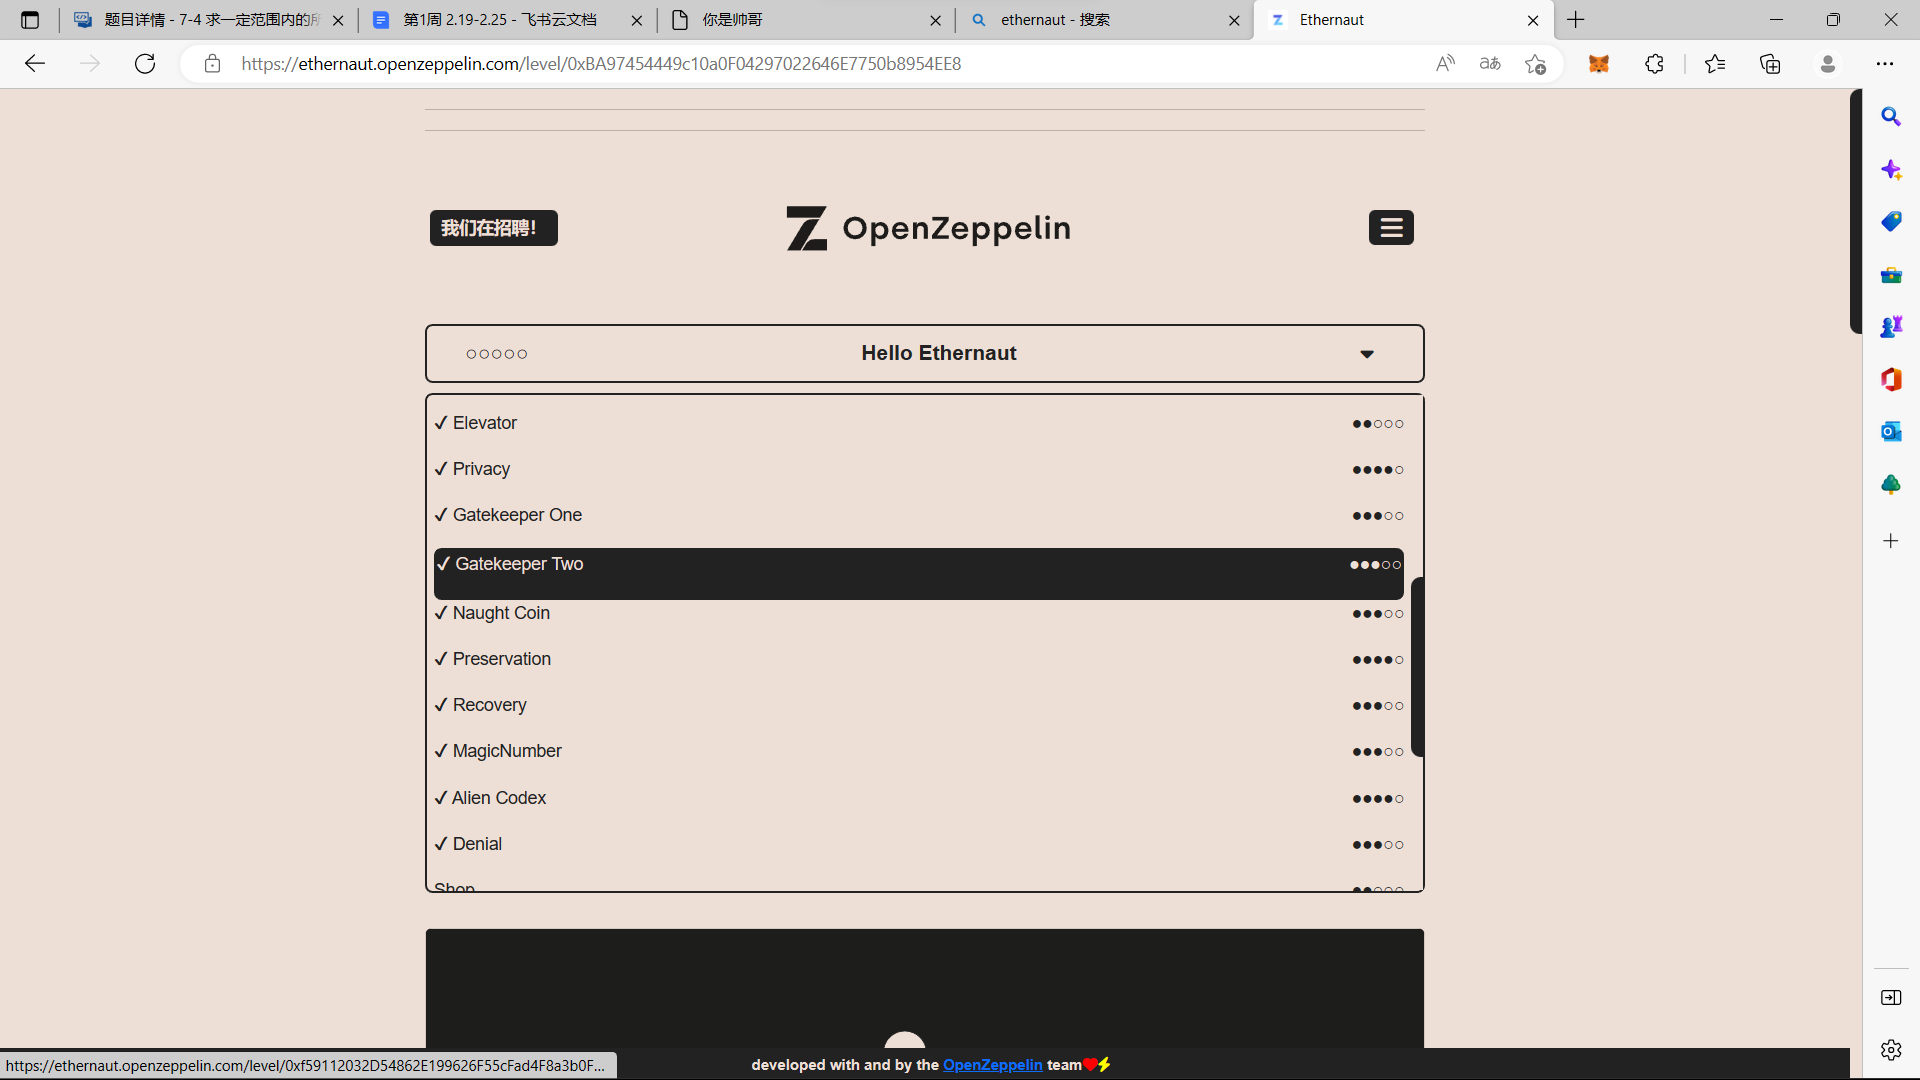 题目详情 - 7-4 求一定范围内的所
第1周 2.19-2.25 - 飞书云文档
你是帅哥
ethernaut - 搜索
Ethernaut
https://ethernaut.openzeppelin.com/level/0xBA97454449c10a0F04297022646E7750b8954EE8
我们在招聘!
OpenZeppelin
Hello Ethernaut
✓ Elevator
✓ Privacy
✓ Gatekeeper One
✓ Gatekeeper Two
✓ Naught Coin
✓ Preservation
✓ Recovery
✓ MagicNumber
✓ Alien Codex
✓ Denial
Shop
https://ethernaut.openzeppelin.com/level/0xf59112032D54862E199626F55cFad4F8a3b0F...
developed with and by the OpenZeppelin team❤⚡